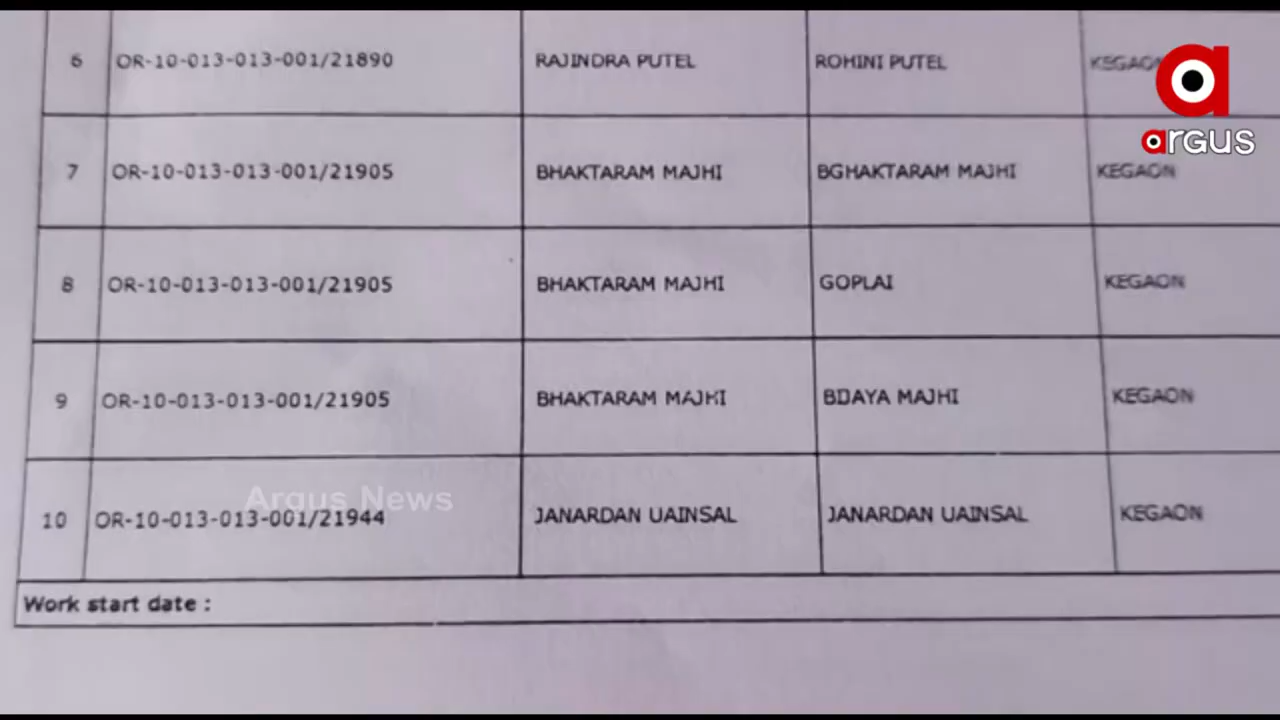 6 OR-10-013-013-001/21890 RAJINDRA PUTEL ROHINI PUTEL KEGAON
argus
7 OR-10-013-013-001/21905 BHAKTARAM MAJHI BGHAKTARAM MAJHI KEGAON
8 OR-10-013-013-001/21905 BHAKTARAM MAJHI GOPLAI KEGAON
9 OR-10-013-013-001/21905 BHAKTARAM MAJHI BIJAYA MAJHI KEGAON
Argus News
10 OR-10-013-013-001/21944 JANARDAN UAINSAL JANARDAN UAINSAL KEGAON
Work start date :